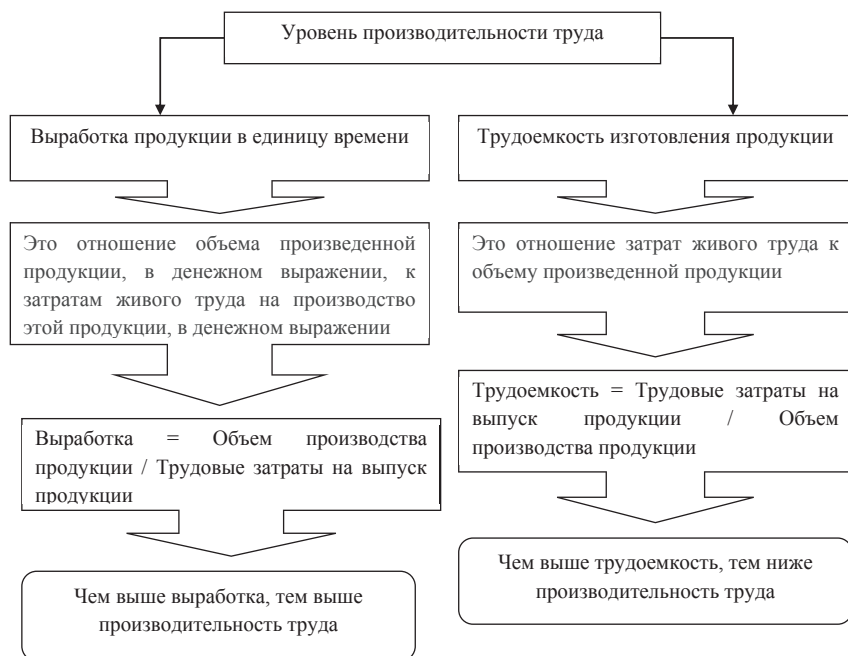 Уровень производительности труда
Выработка продукции в единицу времени
Это отношение объема произведенной
продукции, в денежном выражении, к
затратам живого труда на производство
этой продукции, в денежном выражении
Выработка = Объем производства
продукции / Трудовые затраты на выпуск
продукции
Чем выше выработка, тем выше
производительность труда
Трудоемкость изготовления продукции
Это отношение затрат живого труда к
объему произведенной продукции
Трудоемкость = Трудовые затраты на
выпуск продукции / Объем
производства продукции
Чем выше трудоемкость, тем ниже
производительность труда